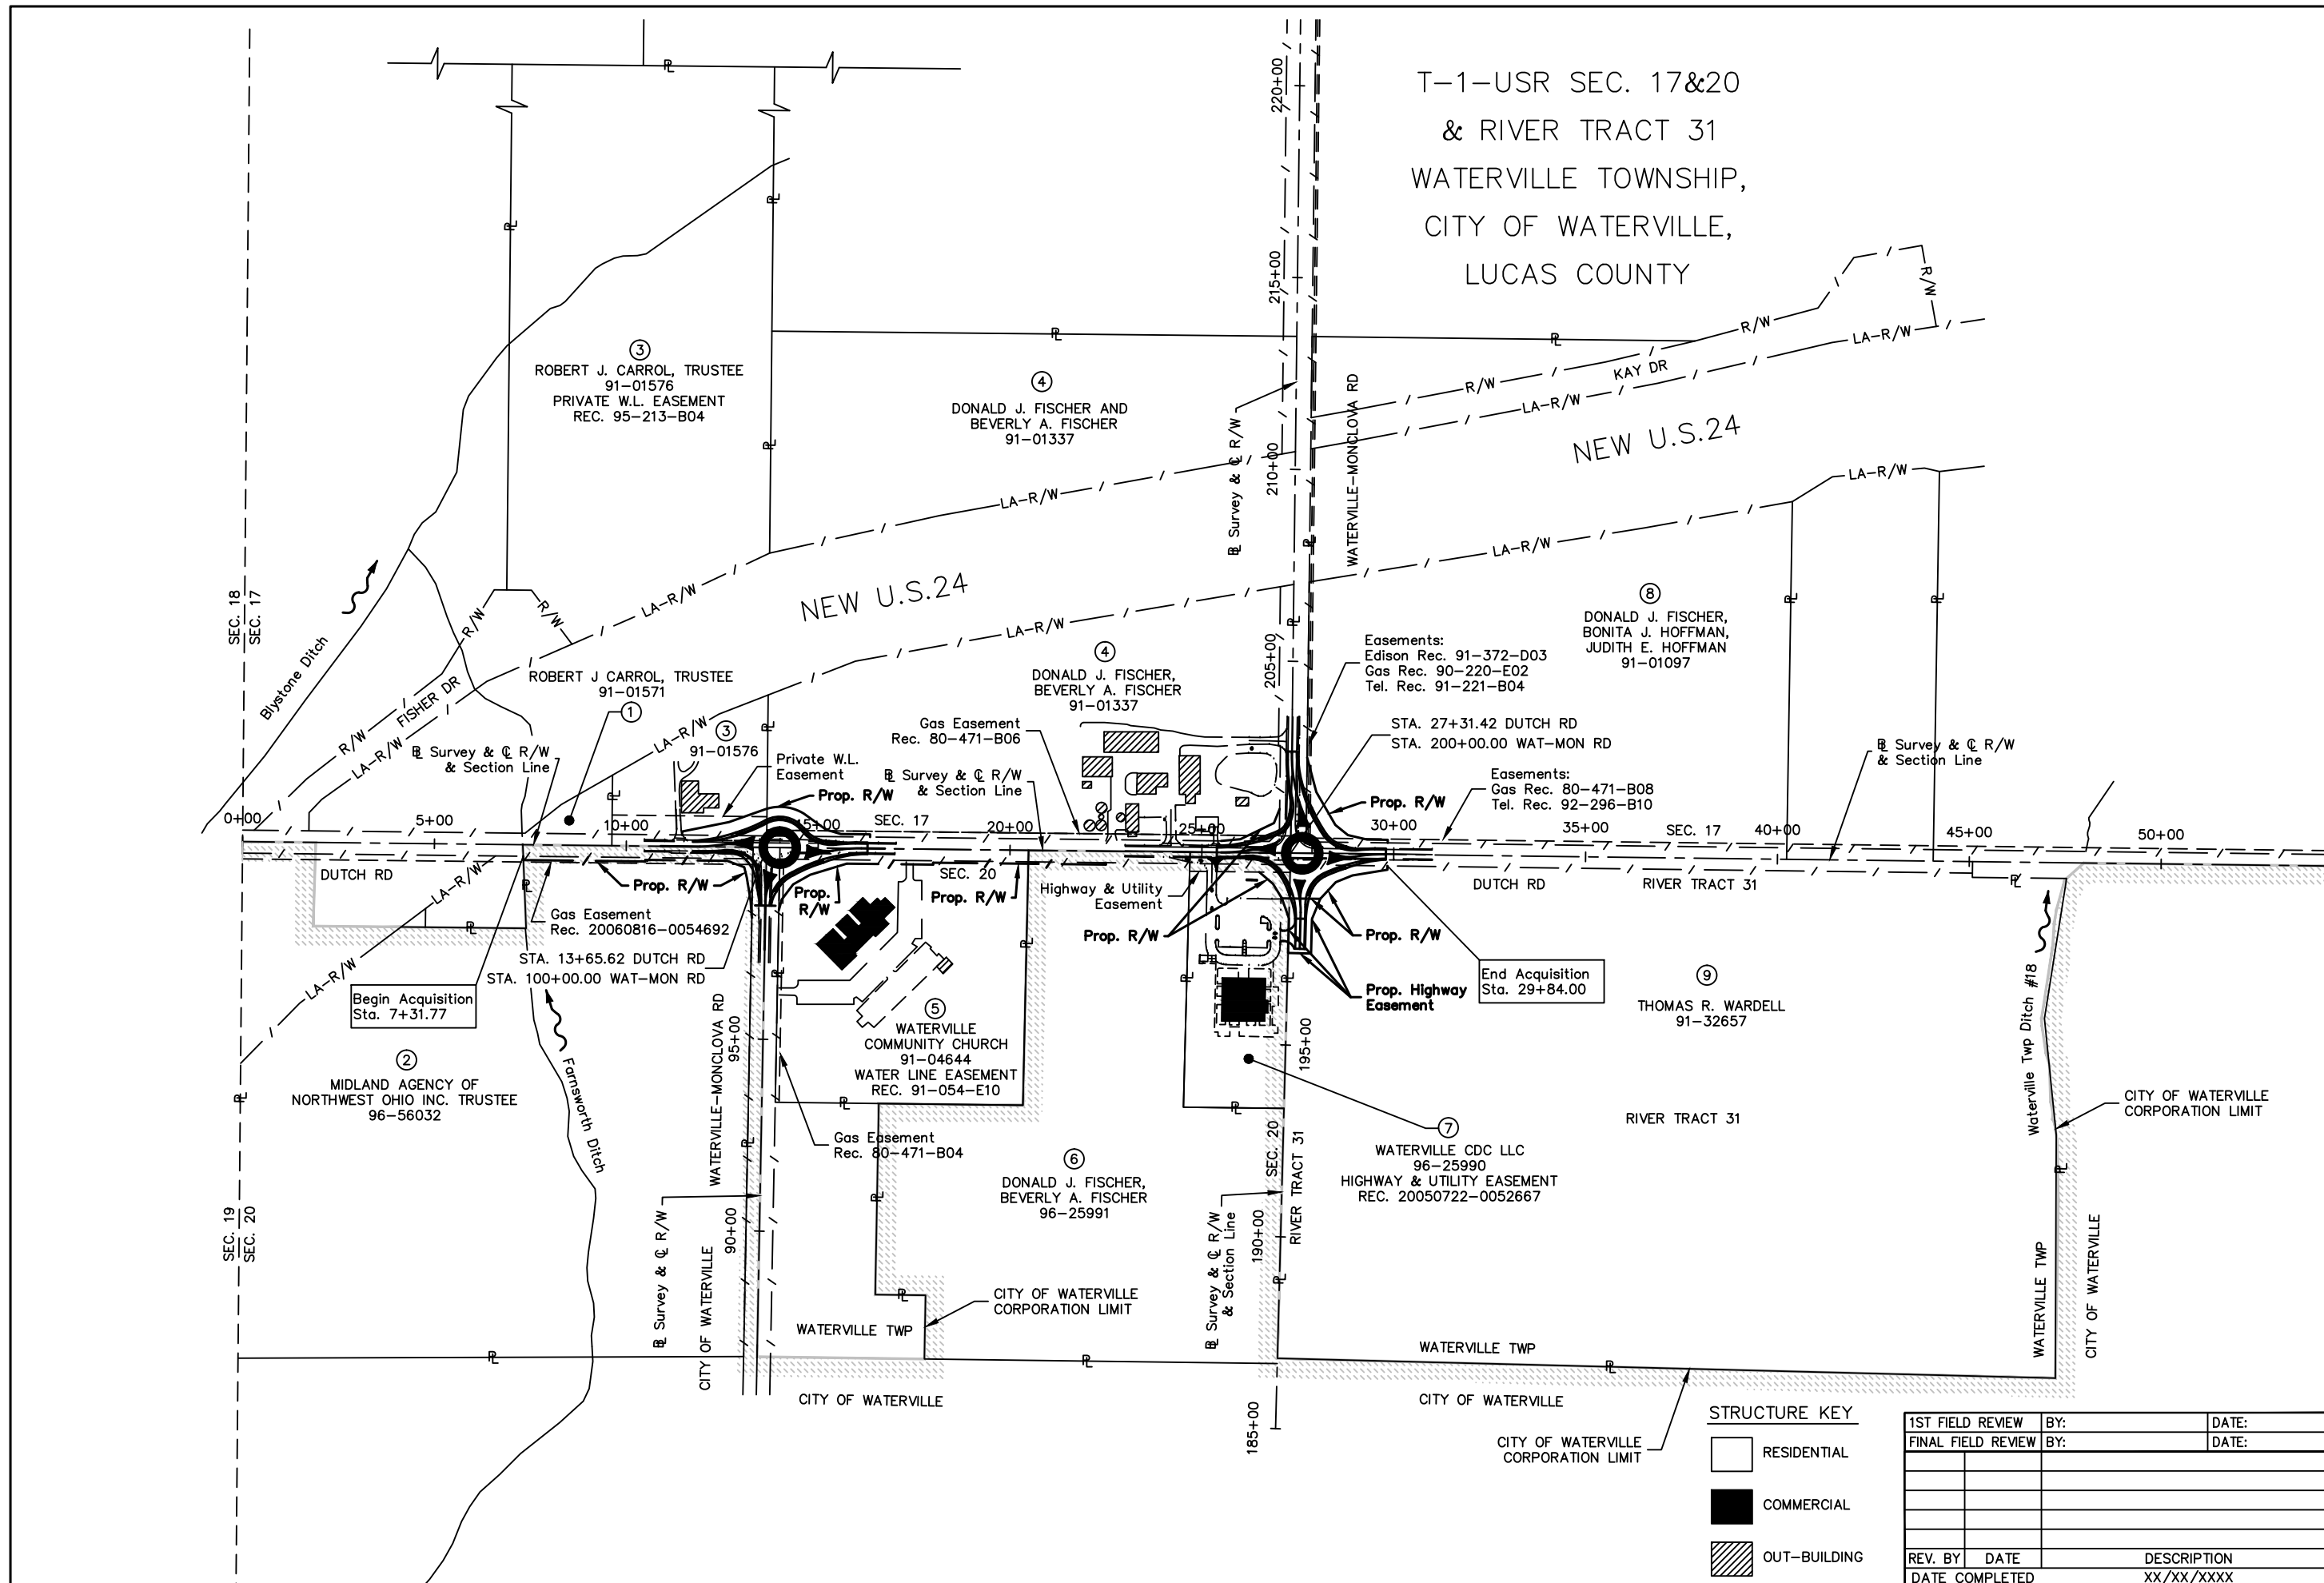 T-1-USR SEC. 17&20
& RIVER TRACT 31
WATERVILLE TOWNSHIP,
CITY OF WATERVILLE,
LUCAS COUNTY
220+00
215+00
210+00
205+00
WATERVILLE-MONCLOVA RD
℄ R/W
Survey &
R/W
R/W
KAY DR
R/W
LA-R/W
LA-R/W
NEW U.S.24
LA-R/W
LA-R/W
3
ROBERT J. CARROL, TRUSTEE
91-01576
PRIVATE W.L. EASEMENT
REC. 95-213-B04
4
DONALD J. FISCHER AND
BEVERLY A. FISCHER
91-01337
LA-R/W
NEW U.S.24
LA-R/W
LA-R/W
SEC. 18
SEC. 17
Blystone Ditch
R/W
R/W
R/W
FISHER DR
LA-R/W
LA-R/W
ROBERT J CARROL, TRUSTEE
91-01571
1
3
91-01576
4
DONALD J. FISCHER,
BEVERLY A. FISCHER
91-01337
8
DONALD J. FISCHER,
BONITA J. HOFFMAN,
JUDITH E. HOFFMAN
91-01097
Easements:
Edison Rec. 91-372-D03
Gas Rec. 90-220-E02
Tel. Rec. 91-221-B04
STA. 27+31.42 DUTCH RD
STA. 200+00.00 WAT-MON RD
Easements:
Gas Rec. 80-471-B08
Tel. Rec. 92-296-B10
Survey & ℄ R/W
& Section Line
Gas Easement
Rec. 80-471-B06
Private W.L.
Easement
Survey & ℄ R/W
& Section Line
Survey & ℄ R/W
& Section Line
Prop. R/W
Prop. R/W
0+00
5+00
10+00
15+00
SEC. 17
20+00
25+00
30+00
35+00
SEC. 17
40+00
45+00
50+00
DUTCH RD
LA-R/W
Prop. R/W
Prop.
R/W
SEC. 20
Prop. R/W
Highway & Utility
Easement
DUTCH RD
RIVER TRACT 31
Gas Easement
Rec. 20060816-0054692
STA. 13+65.62 DUTCH RD
STA. 100+00.00 WAT-MON RD
Prop. R/W
Prop. R/W
Prop. Highway
Easement
End Acquisition
Sta. 29+84.00
Begin Acquisition
Sta. 7+31.77
LA-R/W
2
MIDLAND AGENCY OF
NORTHWEST OHIO INC. TRUSTEE
96-56032
Farnsworth Ditch
WATERVILLE-MONCLOVA RD
95+00
5
WATERVILLE
COMMUNITY CHURCH
91-04644
WATER LINE EASEMENT
REC. 91-054-E10
195+00
9
THOMAS R. WARDELL
91-32657
Waterville Twp Ditch #18
CITY OF WATERVILLE
CORPORATION LIMIT
RIVER TRACT 31
Gas Easement
Rec. 80-471-B04
6
DONALD J. FISCHER,
BEVERLY A. FISCHER
96-25991
7
WATERVILLE CDC LLC
96-25990
HIGHWAY & UTILITY EASEMENT
REC. 20050722-0052667
SEC. 20
RIVER TRACT 31
SEC. 19
SEC. 20
90+00
Survey & ℄ R/W
CITY OF WATERVILLE
Survey & ℄ R/W
& Section Line
190+00
CITY OF WATERVILLE
CORPORATION LIMIT
WATERVILLE TWP
WATERVILLE TWP
WATERVILLE TWP
CITY OF WATERVILLE
CITY OF WATERVILLE
CITY OF WATERVILLE
185+00
CITY OF WATERVILLE
CORPORATION LIMIT
STRUCTURE KEY
RESIDENTIAL
COMMERCIAL
OUT-BUILDING
1ST FIELD REVIEW BY: DATE:
FINAL FIELD REVIEW BY: DATE:
REV. BY DATE DESCRIPTION
DATE COMPLETED XX/XX/XXXX